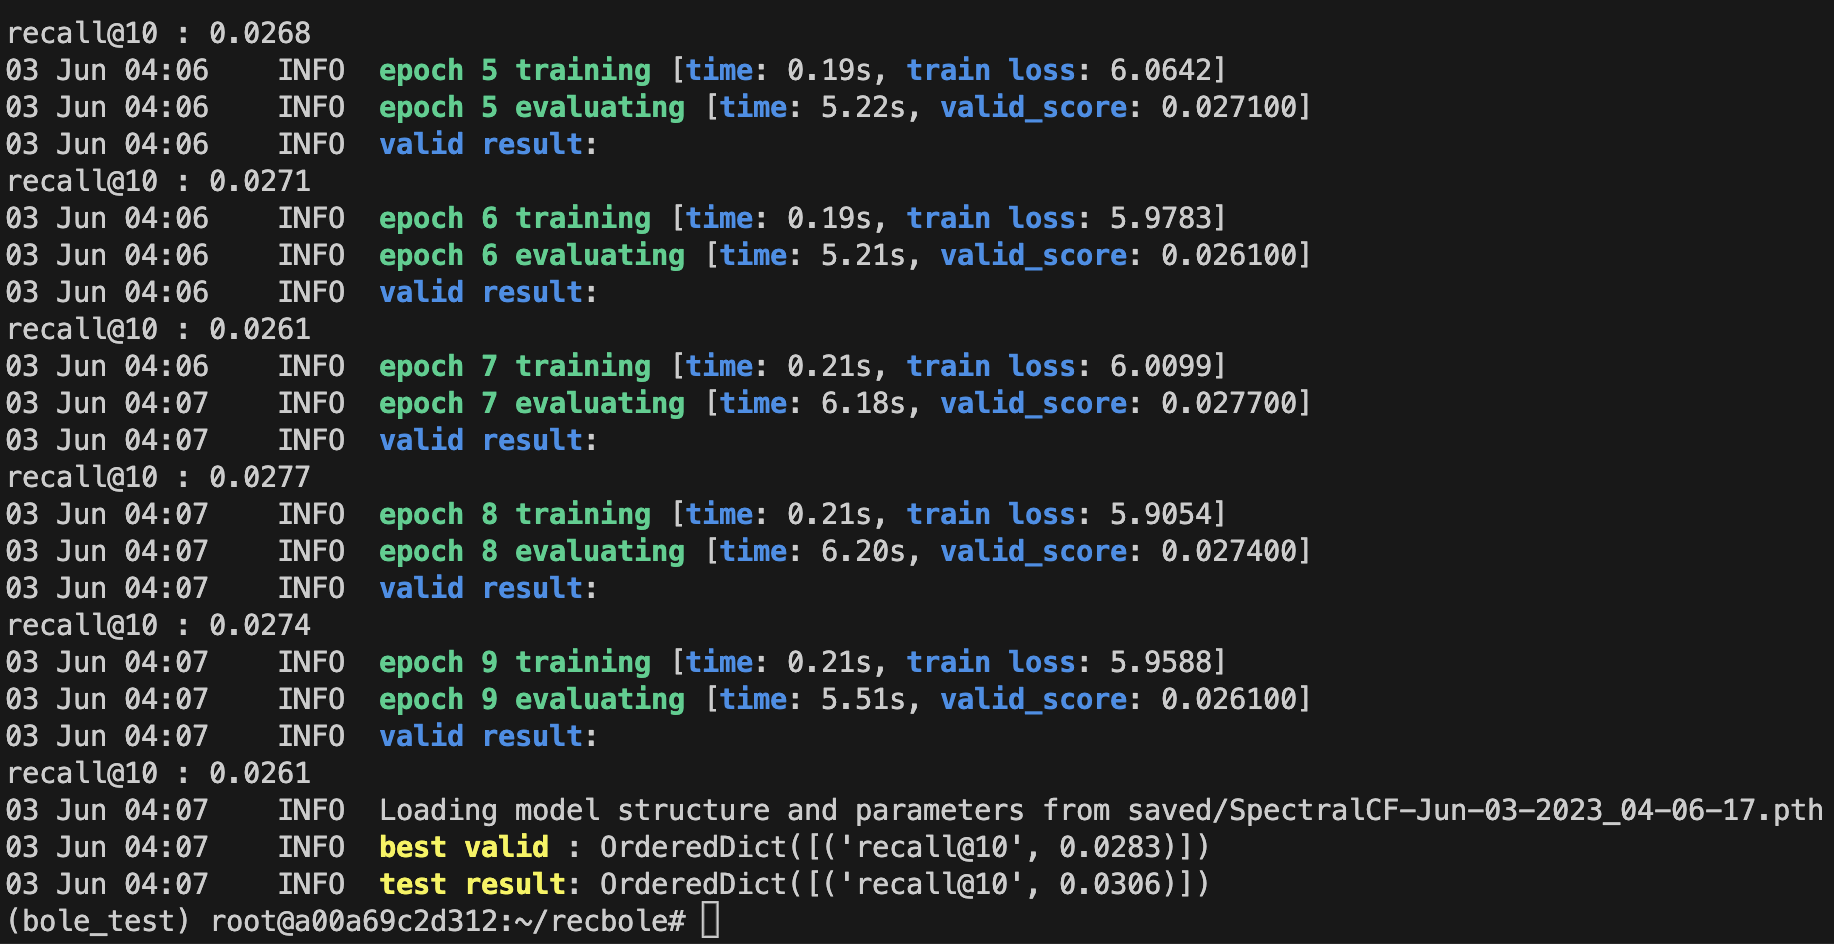 recall@10 : 0.0268
03 Jun 04:06    INFO  epoch 5 training [time: 0.19s, train loss: 6.0642]
03 Jun 04:06    INFO  epoch 5 evaluating [time: 5.22s, valid_score: 0.027100]
03 Jun 04:06    INFO  valid result:
recall@10 : 0.0271
03 Jun 04:06    INFO  epoch 6 training [time: 0.19s, train loss: 5.9783]
03 Jun 04:06    INFO  epoch 6 evaluating [time: 5.21s, valid_score: 0.026100]
03 Jun 04:06    INFO  valid result:
recall@10 : 0.0261
03 Jun 04:06    INFO  epoch 7 training [time: 0.21s, train loss: 6.0099]
03 Jun 04:07    INFO  epoch 7 evaluating [time: 6.18s, valid_score: 0.027700]
03 Jun 04:07    INFO  valid result:
recall@10 : 0.0277
03 Jun 04:07    INFO  epoch 8 training [time: 0.21s, train loss: 5.9054]
03 Jun 04:07    INFO  epoch 8 evaluating [time: 6.20s, valid_score: 0.027400]
03 Jun 04:07    INFO  valid result:
recall@10 : 0.0274
03 Jun 04:07    INFO  epoch 9 training [time: 0.21s, train loss: 5.9588]
03 Jun 04:07    INFO  epoch 9 evaluating [time: 5.51s, valid_score: 0.026100]
03 Jun 04:07    INFO  valid result:
recall@10 : 0.0261
03 Jun 04:07    INFO  Loading model structure and parameters from saved/SpectralCF-Jun-03-2023_04-06-17.pth
03 Jun 04:07    INFO  best valid : OrderedDict([('recall@10', 0.0283)])
03 Jun 04:07    INFO  test result: OrderedDict([('recall@10', 0.0306)])
(bole_test) root@a00a69c2d312:~/recbole#